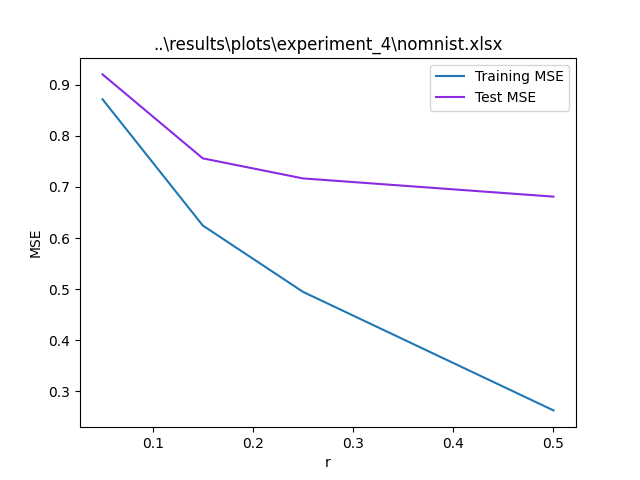 ..\results\plots\experiment_4\nomnist.xlsx
Training MSE
Test MSE
0.9
0.8
0.7
0.6
0.5
0.4
0.3
MSE
0.1 0.2 0.3 0.4 0.5
r